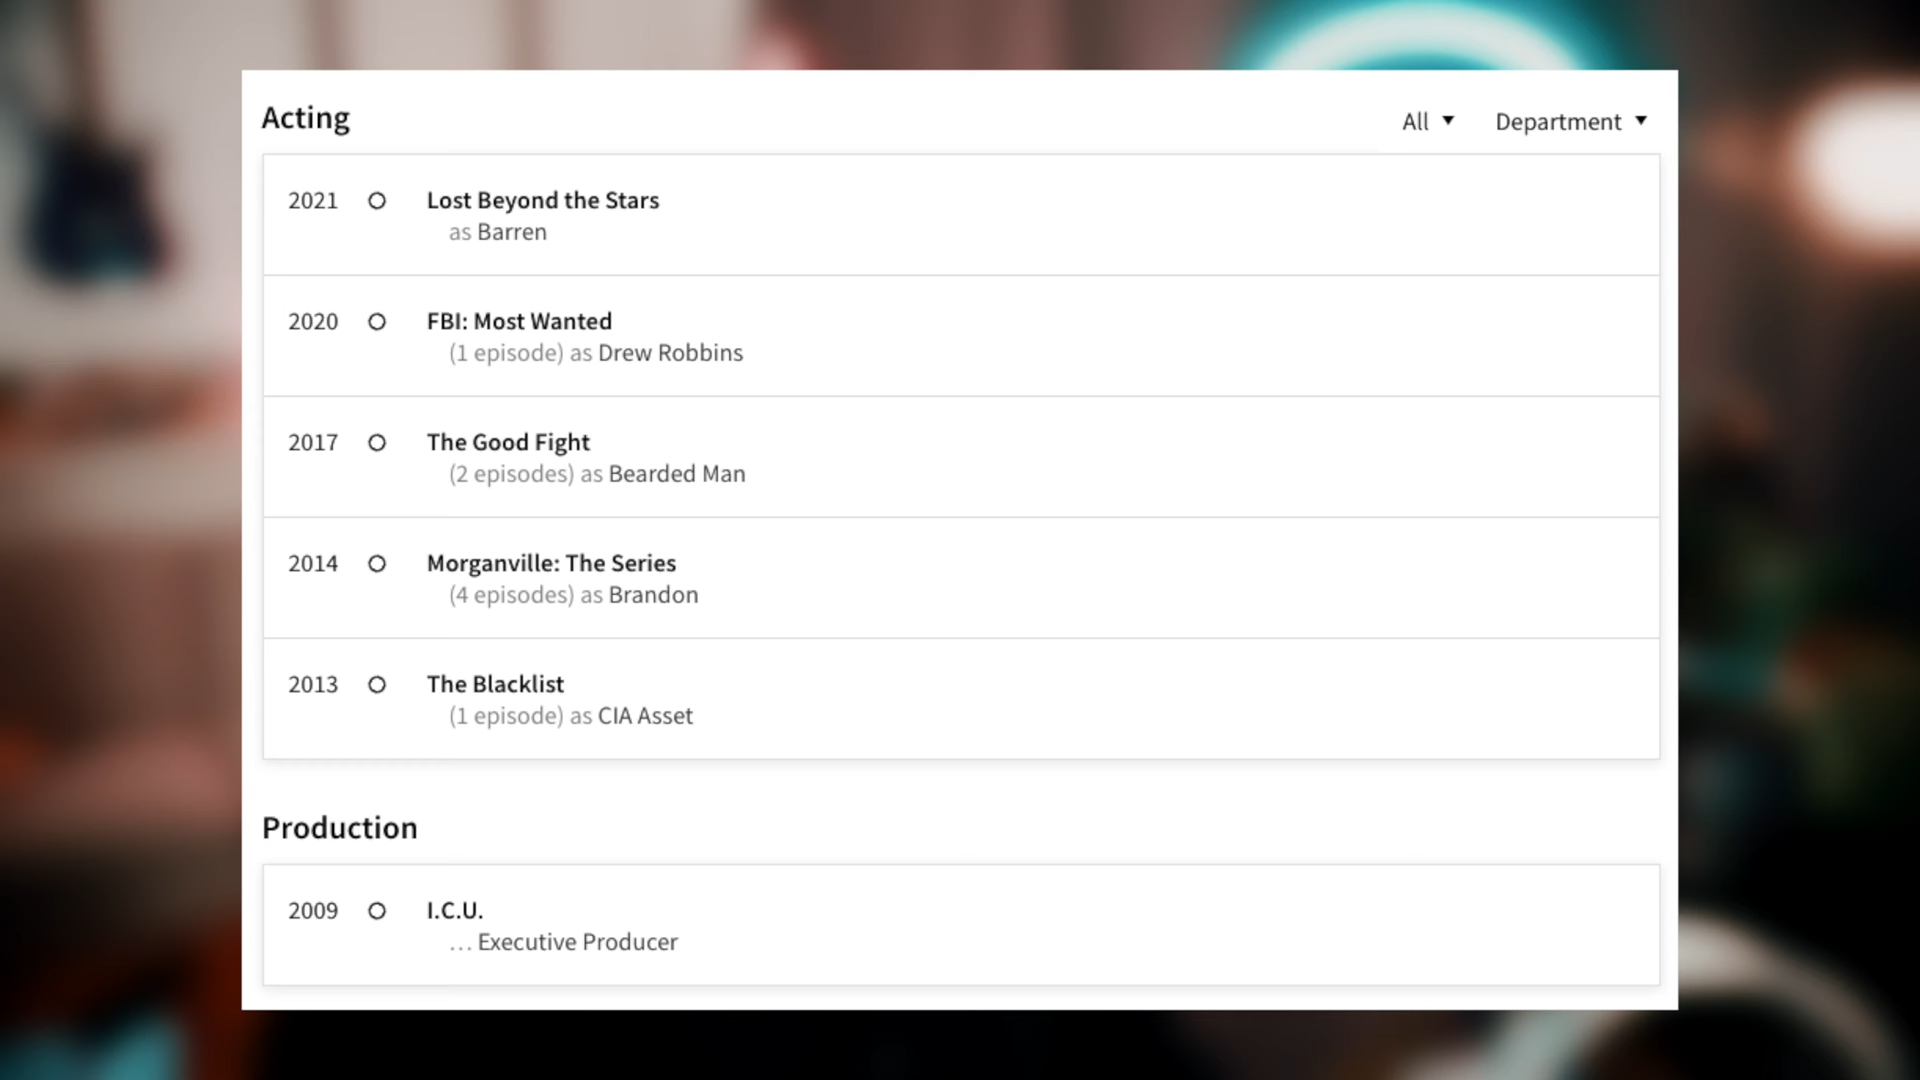 Acting
All
Department
2021
Lost Beyond the Stars
as Barren
2020
FBI: Most Wanted
(1 episode) as Drew Robbins
2017
The Good Fight
(2 episodes) as Bearded Man
2014
Morganville: The Series
(4 episodes) as Brandon
2013
The Blacklist
(1 episode) as CIA Asset
Production
2009
I.C.U.
... Executive Producer